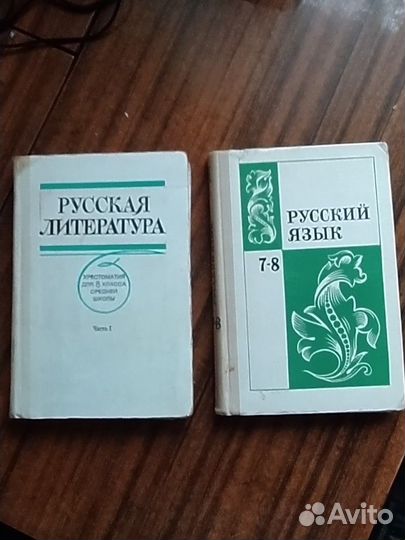 РУССКАЯ
ЛИТЕРАТУРА
ХРЕСТОМАТИЯ
ДЛЯ 8 КЛАССА
СРЕДНЕЙ
ШКОЛЫ
Часть I
РУССКИЙ
ЯЗЫК
7-8
Avito